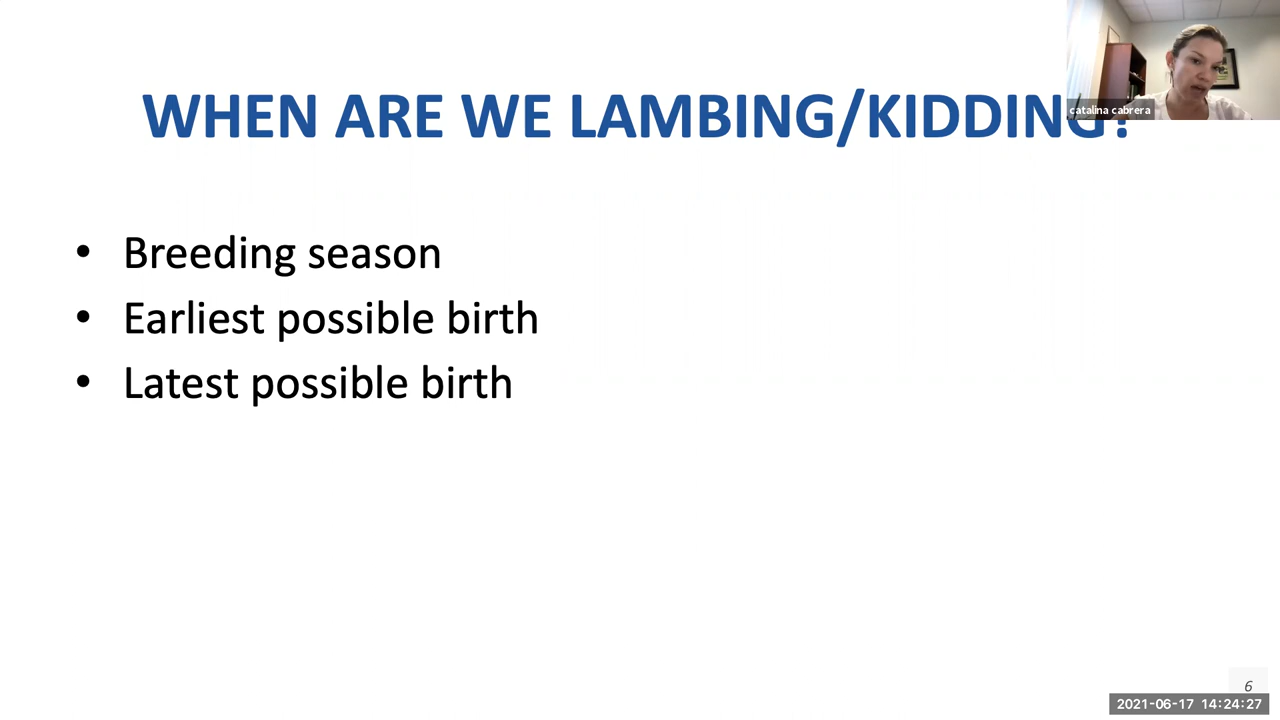 WHEN ARE WE LAMBING/KIDDING?
catalina cabrera
• Breeding season
• Earliest possible birth
• Latest possible birth
6
2021-06-17 14:24:27